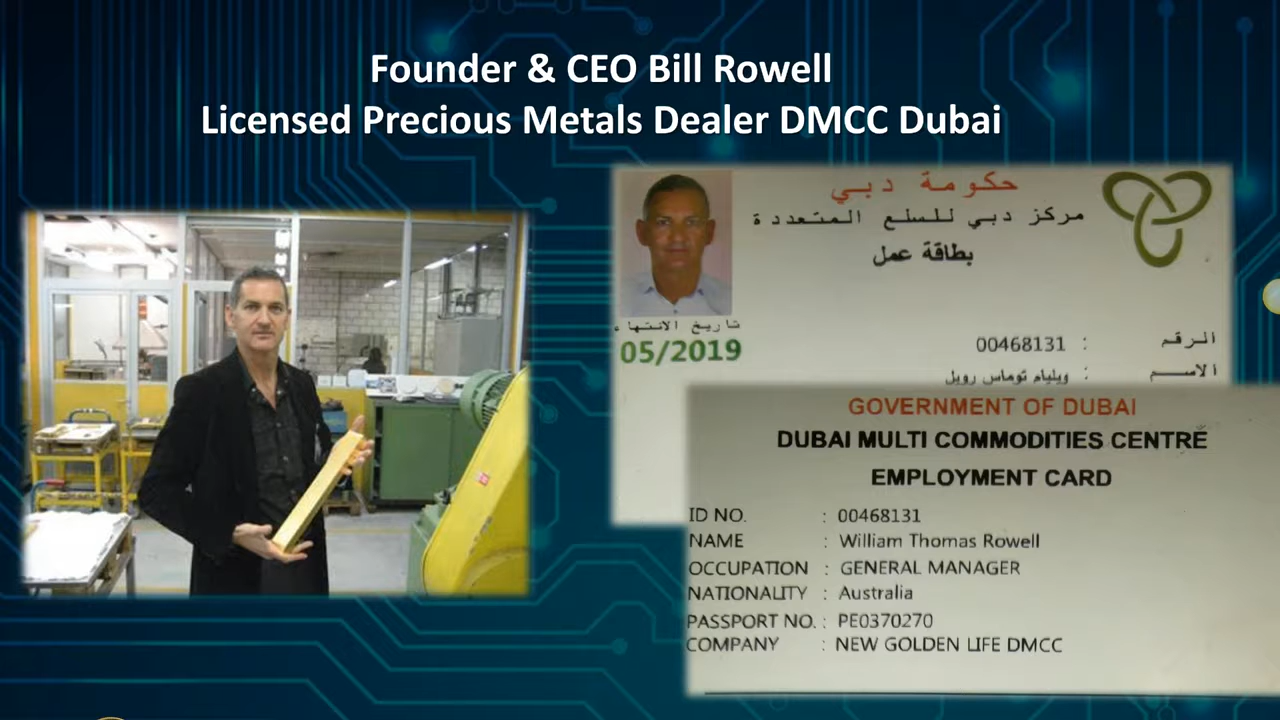 Founder & CEO Bill Rowell
Licensed Precious Metals Dealer DMCC Dubai
حكومة دبي
مركز دبي للسلع المتعددة
بطاقة عمل
تاريخ الانتهاء
05/2019
الرقم : 00468131
الاسم : ويليام توماس رويل
GOVERNMENT OF DUBAI
DUBAI MULTI COMMODITIES CENTRE
EMPLOYMENT CARD
ID NO. : 00468131
NAME : William Thomas Rowell
OCCUPATION : GENERAL MANAGER
NATIONALITY : Australia
PASSPORT NO. : PE0370270
COMPANY : NEW GOLDEN LIFE DMCC